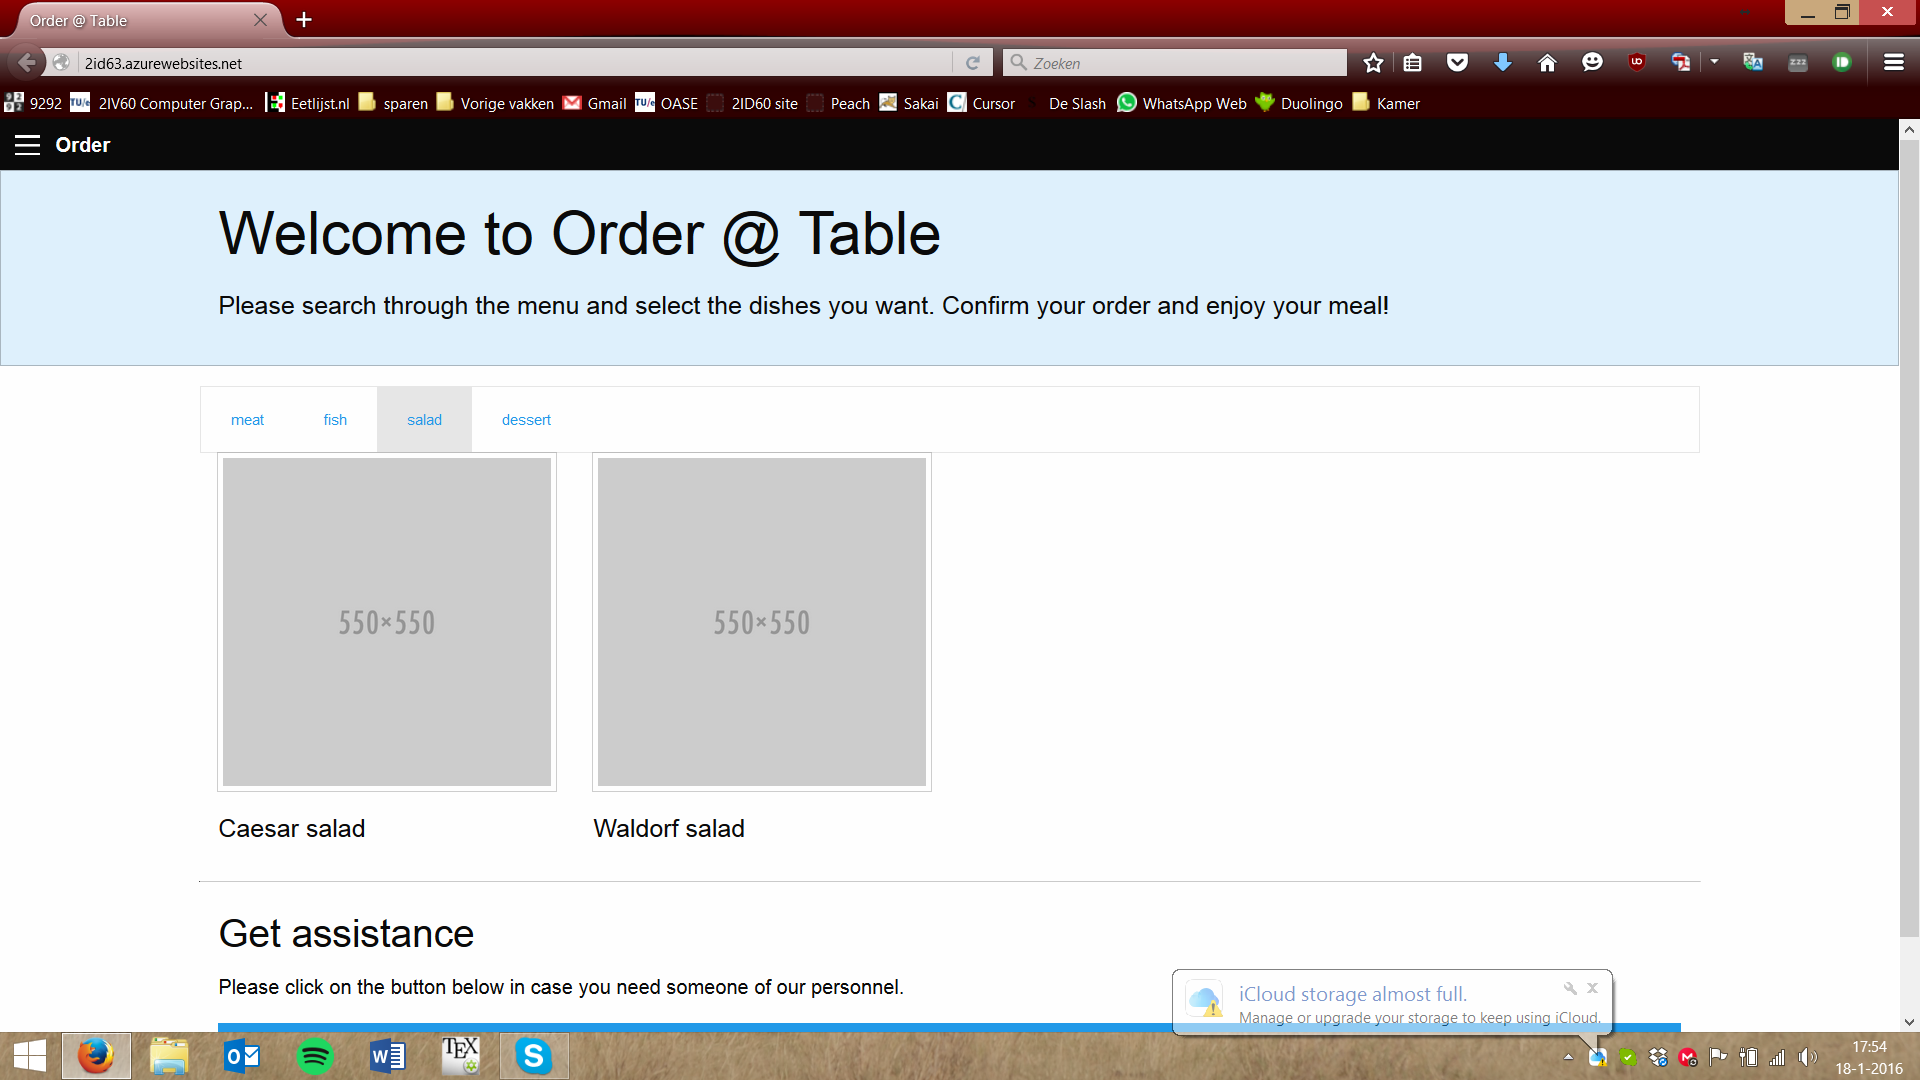 Order @ Table
2id63.azurewebsites.net
Zoeken
9292 TU/e 2IV60 Computer Grap... Eetlijst.nl sparen Vorige vakken Gmail TU/e OASE 2ID60 site Peach Sakai Cursor De Slash WhatsApp Web Duolingo Kamer
Order
Welcome to Order @ Table
Please search through the menu and select the dishes you want. Confirm your order and enjoy your meal!
meat fish salad dessert
550×550 550×550
Caesar salad Waldorf salad
Get assistance
Please click on the button below in case you need someone of our personnel.
iCloud storage almost full.
Manage or upgrade your storage to keep using iCloud.
17:54
18-1-2016